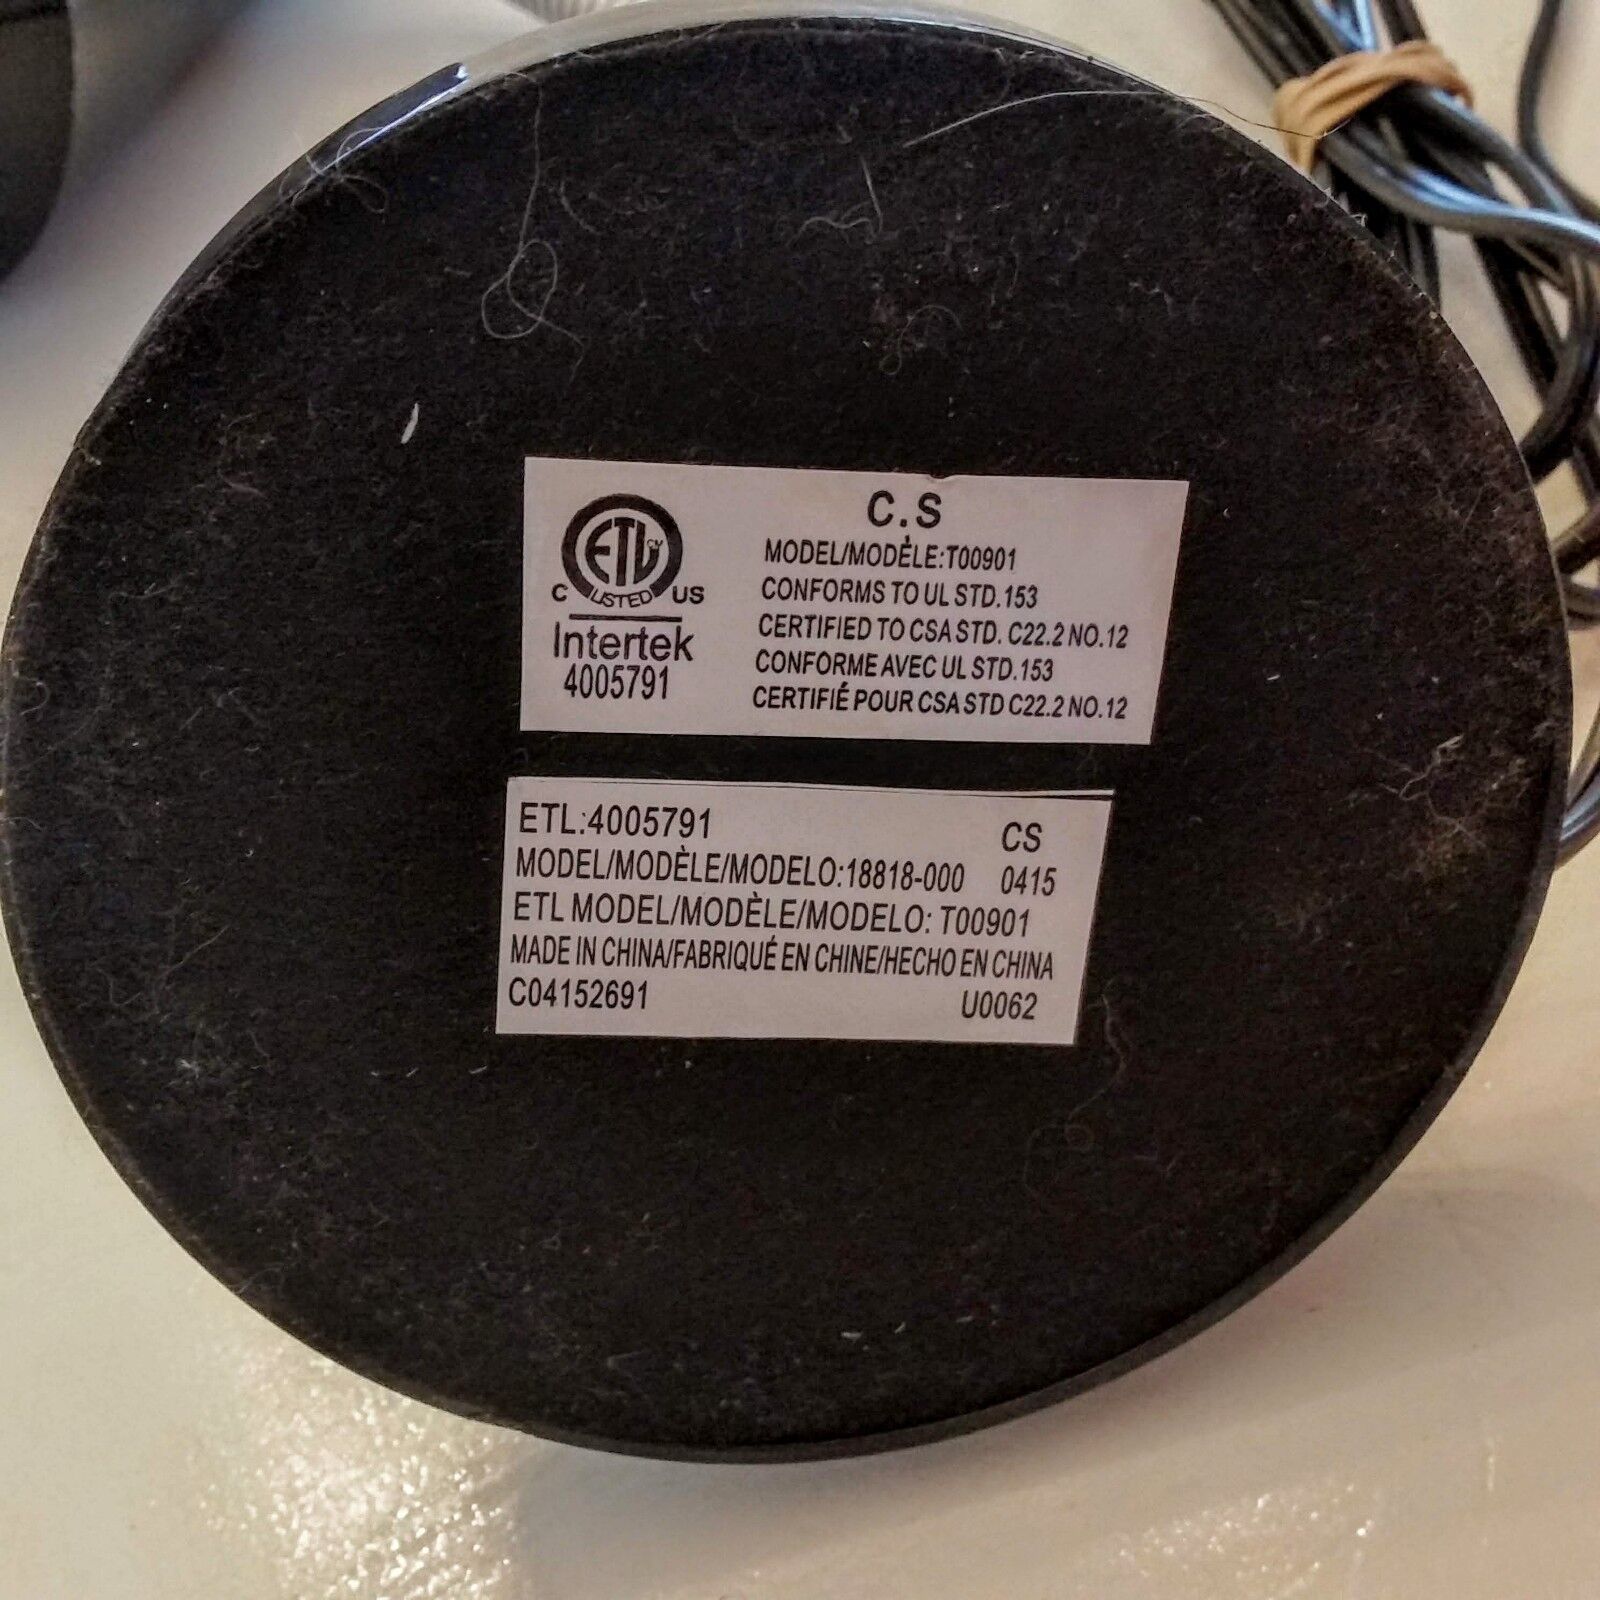 ETL CM
C LISTED US
Intertek
4005791
C.S
MODEL/MODÈLE:T00901
CONFORMS TO UL STD.153
CERTIFIED TO CSA STD. C22.2 NO.12
CONFORME AVEC UL STD.153
CERTIFIÉ POUR CSA STD C22.2 NO.12
ETL:4005791 CS
MODEL/MODÈLE/MODELO:18818-000 0415
ETL MODEL/MODÈLE/MODELO: T00901
MADE IN CHINA/FABRIQUÉ EN CHINE/HECHO EN CHINA
C04152691 U0062